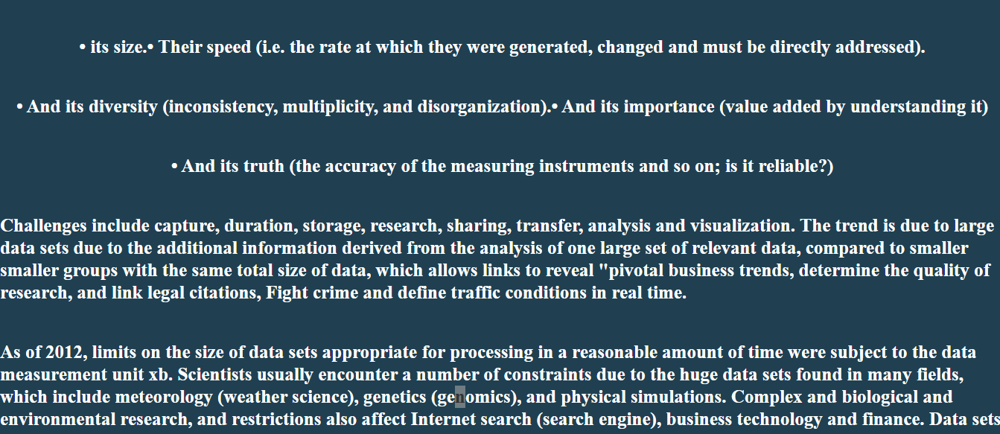 • its size.• Their speed (i.e. the rate at which they were generated, changed and must be directly addressed).
• And its diversity (inconsistency, multiplicity, and disorganization).• And its importance (value added by understanding it)
• And its truth (the accuracy of the measuring instruments and so on; is it reliable?)
Challenges include capture, duration, storage, research, sharing, transfer, analysis and visualization. The trend is due to large
data sets due to the additional information derived from the analysis of one large set of relevant data, compared to smaller
smaller groups with the same total size of data, which allows links to reveal "pivotal business trends, determine the quality of
research, and link legal citations, Fight crime and define traffic conditions in real time.
As of 2012, limits on the size of data sets appropriate for processing in a reasonable amount of time were subject to the data
measurement unit xb. Scientists usually encounter a number of constraints due to the huge data sets found in many fields,
which include meteorology (weather science), genetics (genomics), and physical simulations. Complex and biological and
environmental research, and restrictions also affect Internet search (search engine), business technology and finance. Data sets